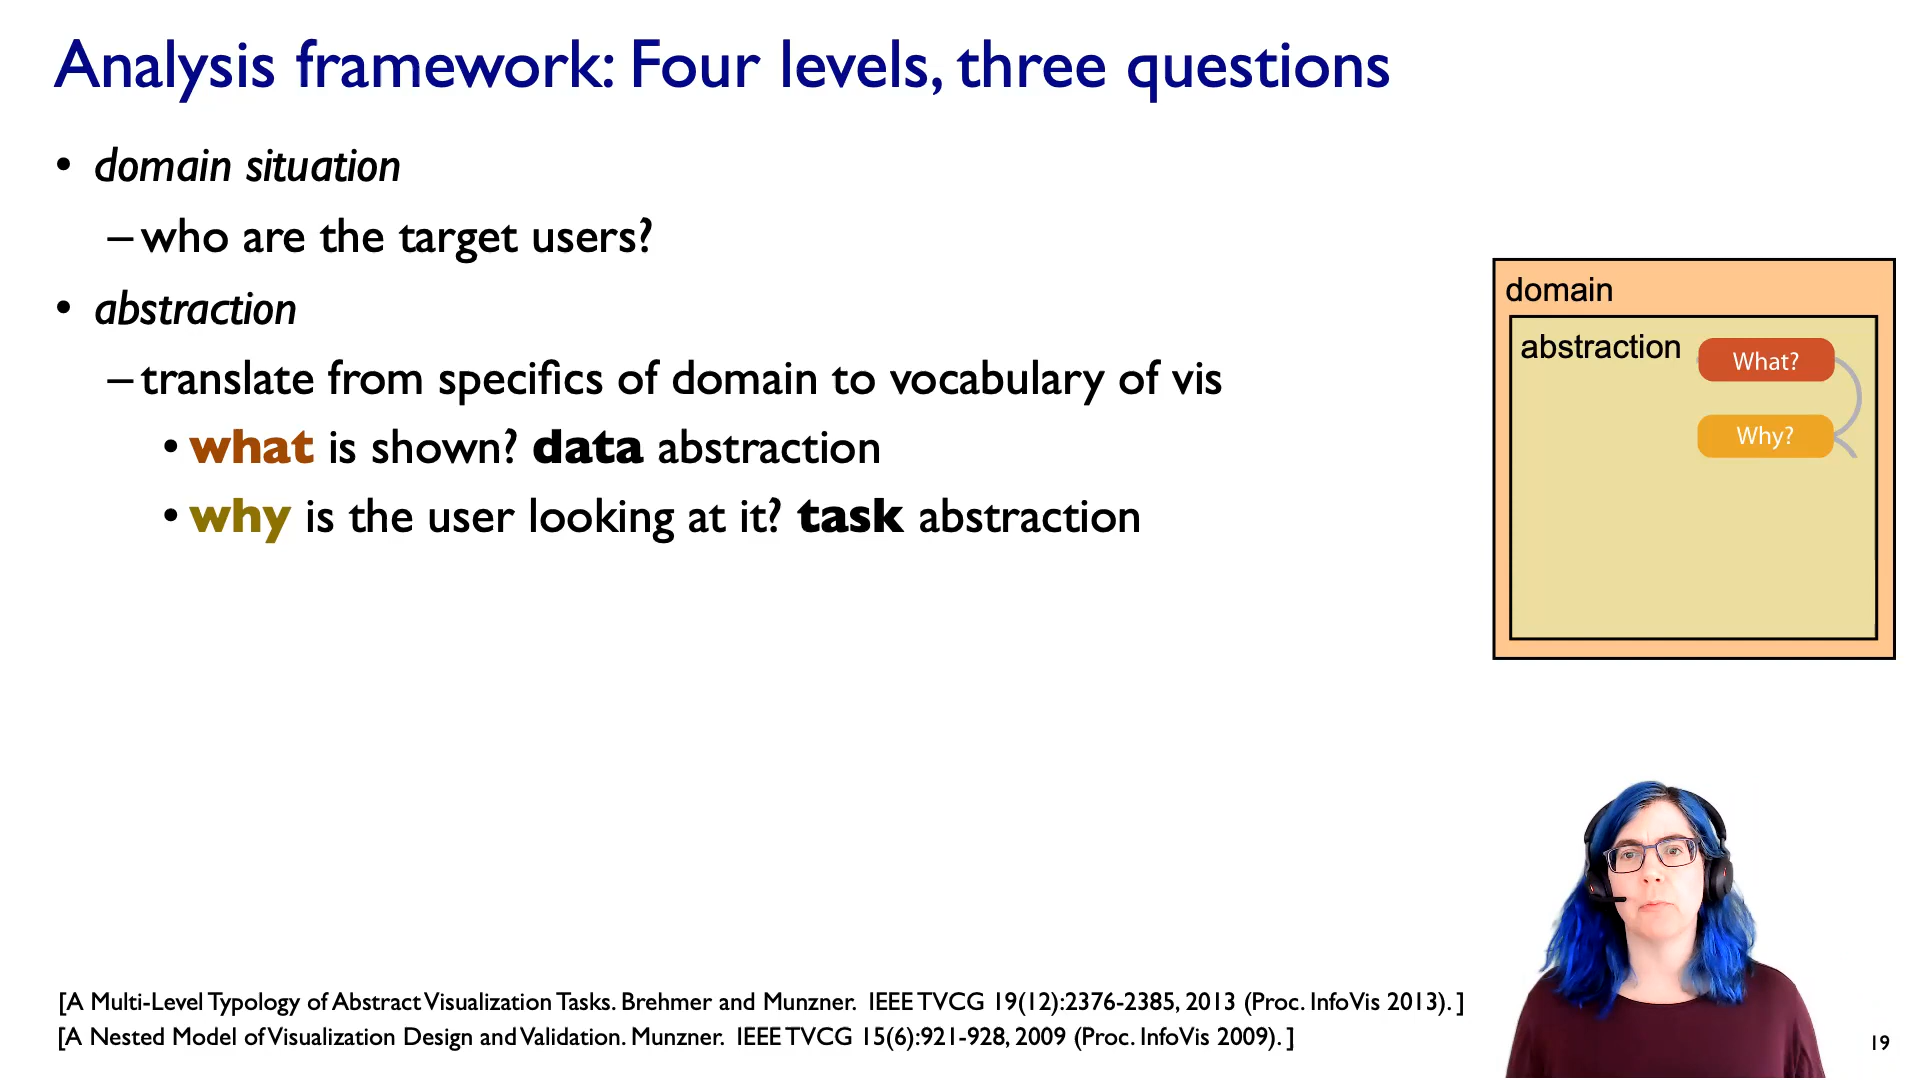 Analysis framework: Four levels, three questions
• domain situation
– who are the target users?
• abstraction
– translate from specifics of domain to vocabulary of vis
• what is shown? data abstraction
• why is the user looking at it? task abstraction
domain
abstraction
What?
Why?
[A Multi-Level Typology of Abstract Visualization Tasks. Brehmer and Munzner. IEEE TVCG 19(12):2376-2385, 2013 (Proc. InfoVis 2013). ]
[A Nested Model of Visualization Design and Validation. Munzner. IEEE TVCG 15(6):921-928, 2009 (Proc. InfoVis 2009). ]
19